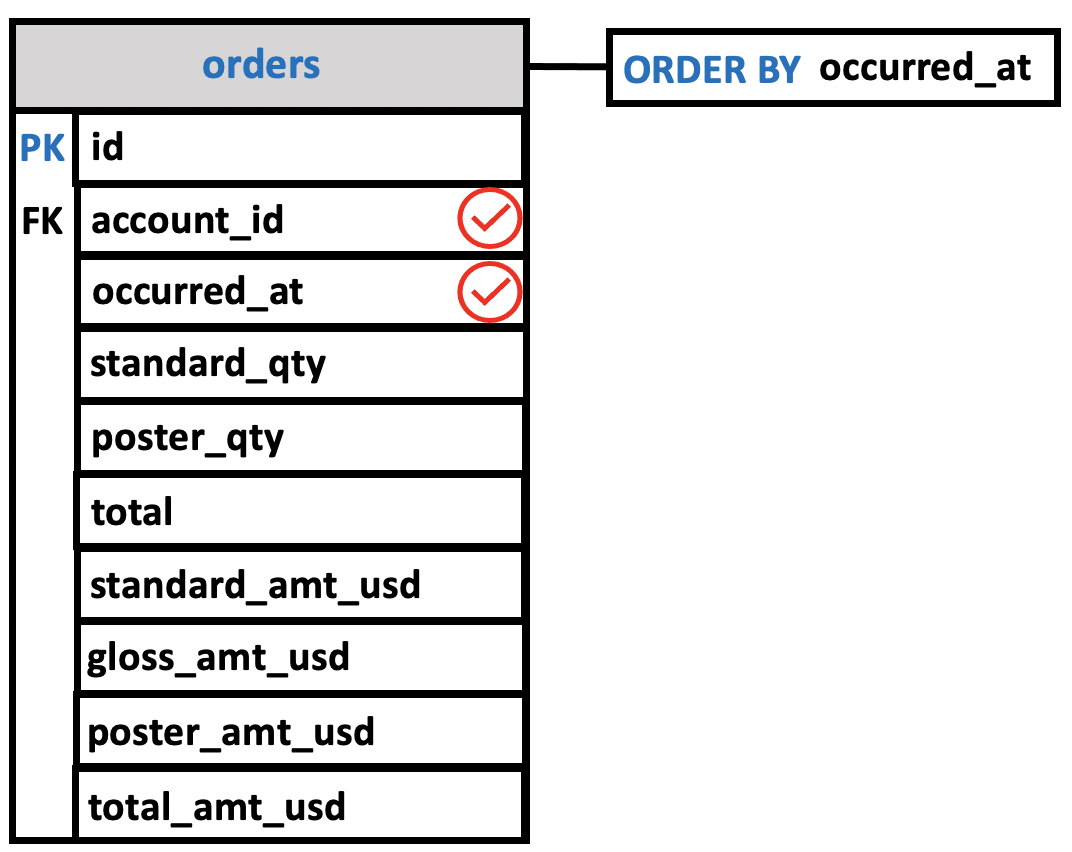 orders
ORDER BY occurred_at
PK id
FK account_id
occurred_at
standard_qty
poster_qty
total
standard_amt_usd
gloss_amt_usd
poster_amt_usd
total_amt_usd